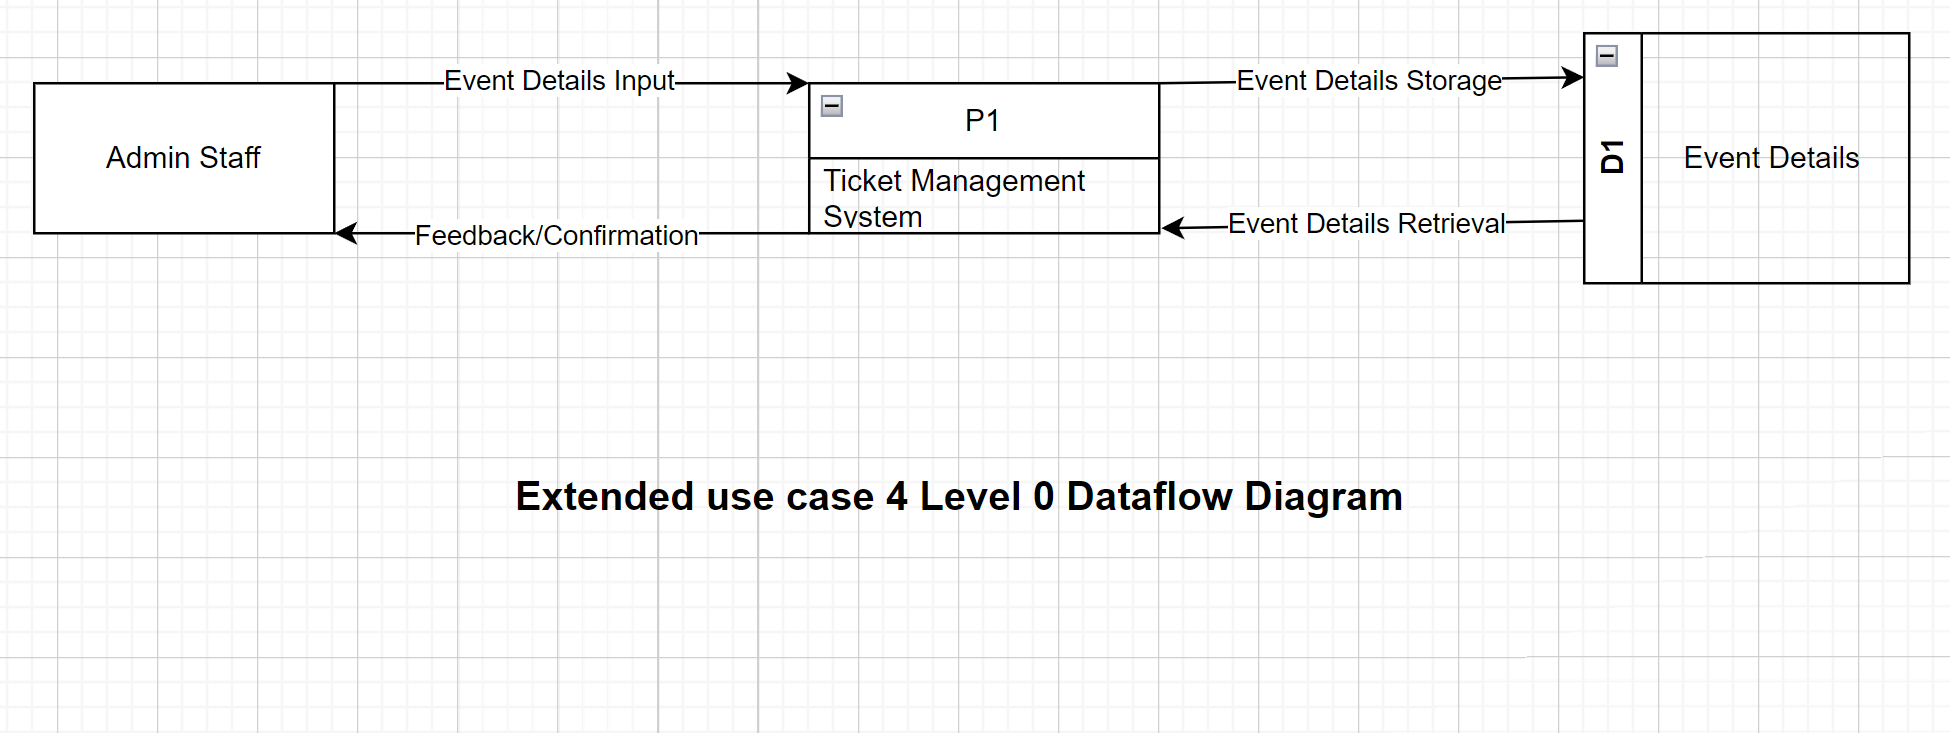 Event Details Input
Event Details Storage
P1
Admin Staff
D1
Event Details
Ticket Management
System
Event Details Retrieval
Feedback/Confirmation
Extended use case 4 Level 0 Dataflow Diagram